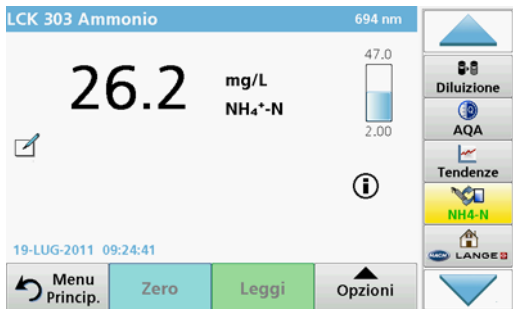 LCK 303 Ammonio
694 nm
26.2
mg/L
NH₄⁺-N
47.0
2.00
19-LUG-2011 09:24:41
Menu
Princip.
Zero
Leggi
Opzioni
Diluizione
AQA
Tendenze
NH4-N
HACH LANGE